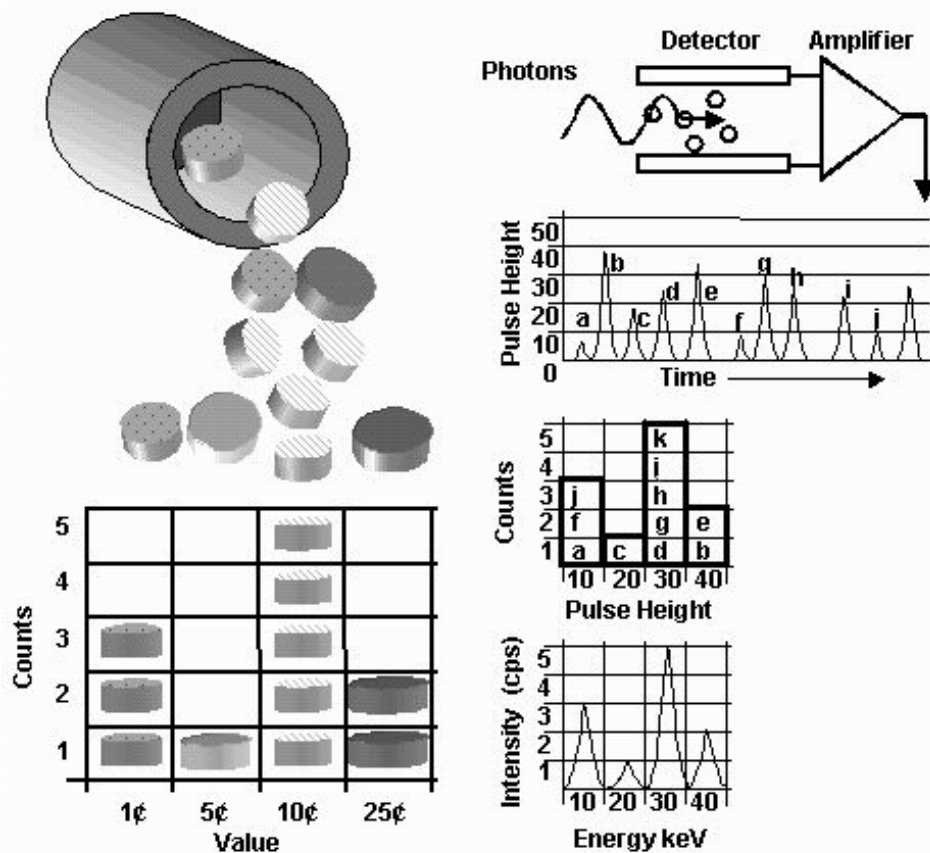 Detector Amplifier
Photons
Pulse Height
50
40
30
20
10
0
a b c d e f g h i j
Time
Counts
5
4
3
2
1
k
i
j h
f g e
a c d b
10 20 30 40
Pulse Height
Counts
5
4
3
2
1
1¢ 5¢ 10¢ 25¢
Value
Intensity (cps)
5
4
3
2
1
10 20 30 40
Energy keV